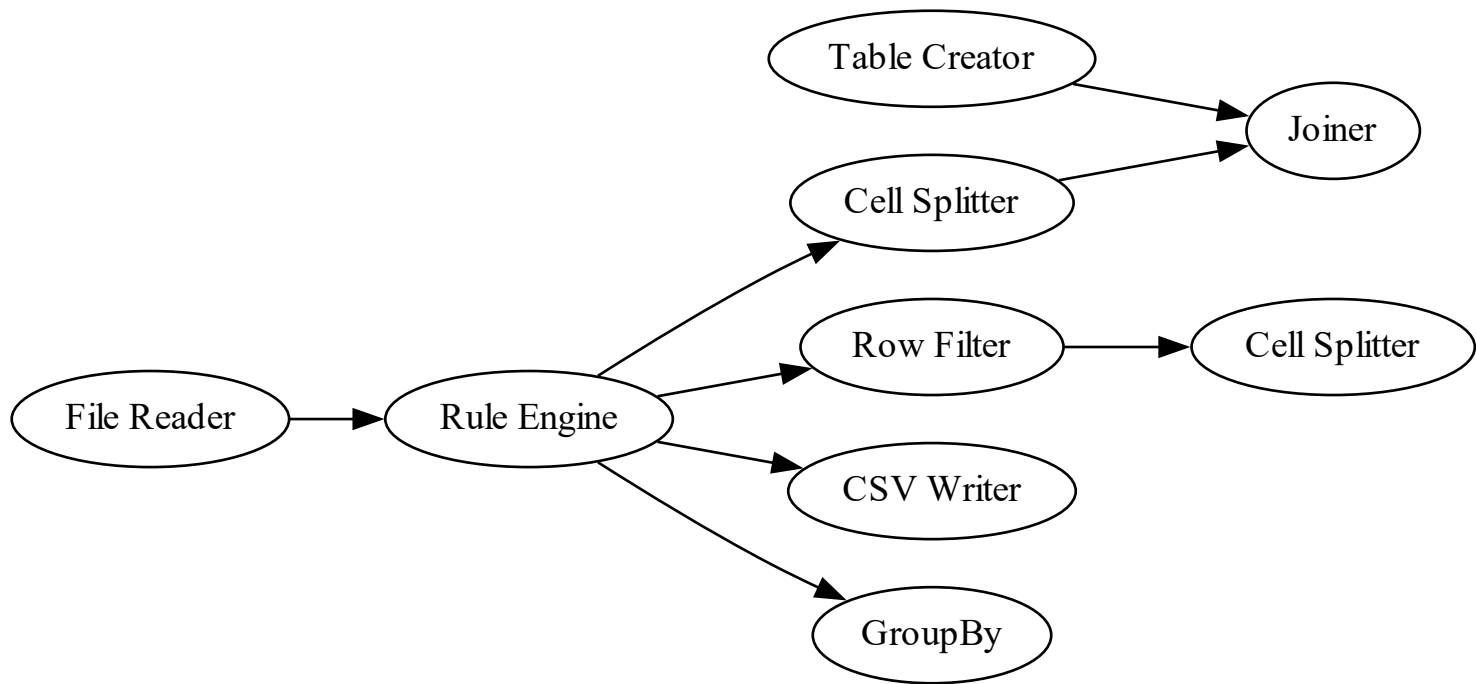 Table Creator
Joiner
Cell Splitter
Row Filter
Cell Splitter
File Reader
Rule Engine
CSV Writer
GroupBy